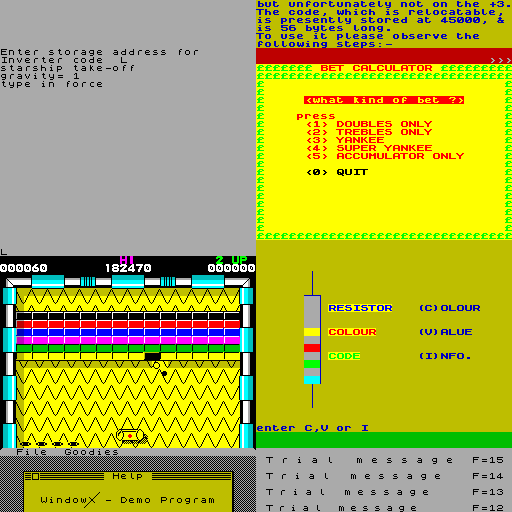 Enter storage address for
Inverter code  L
starship take-off
gravity= 1
type in force
L
but unfortunately not on the +3.
The code, which is relocatable,
is presently stored at 45000, &
is 56 bytes long.
To use it please observe the
following steps:-
>>>
£££££££ BET CALCULATOR £££££££
<What kind of bet ?>
press
<1> DOUBLES ONLY
<2> TREBLES ONLY
<3> YANKEE
<4> SUPER YANKEE
<5> ACCUMULATOR ONLY
<0> QUIT
HI 2 UP
000060 182470 000000
RESISTOR (C)OLOUR
COLOUR (V)ALUE
CODE (I)NFO.
enter C,V or I
File Goodies
Help
WindowX - Demo Program
Trial message F=15
Trial message F=14
Trial message F=13
Trial message F=12